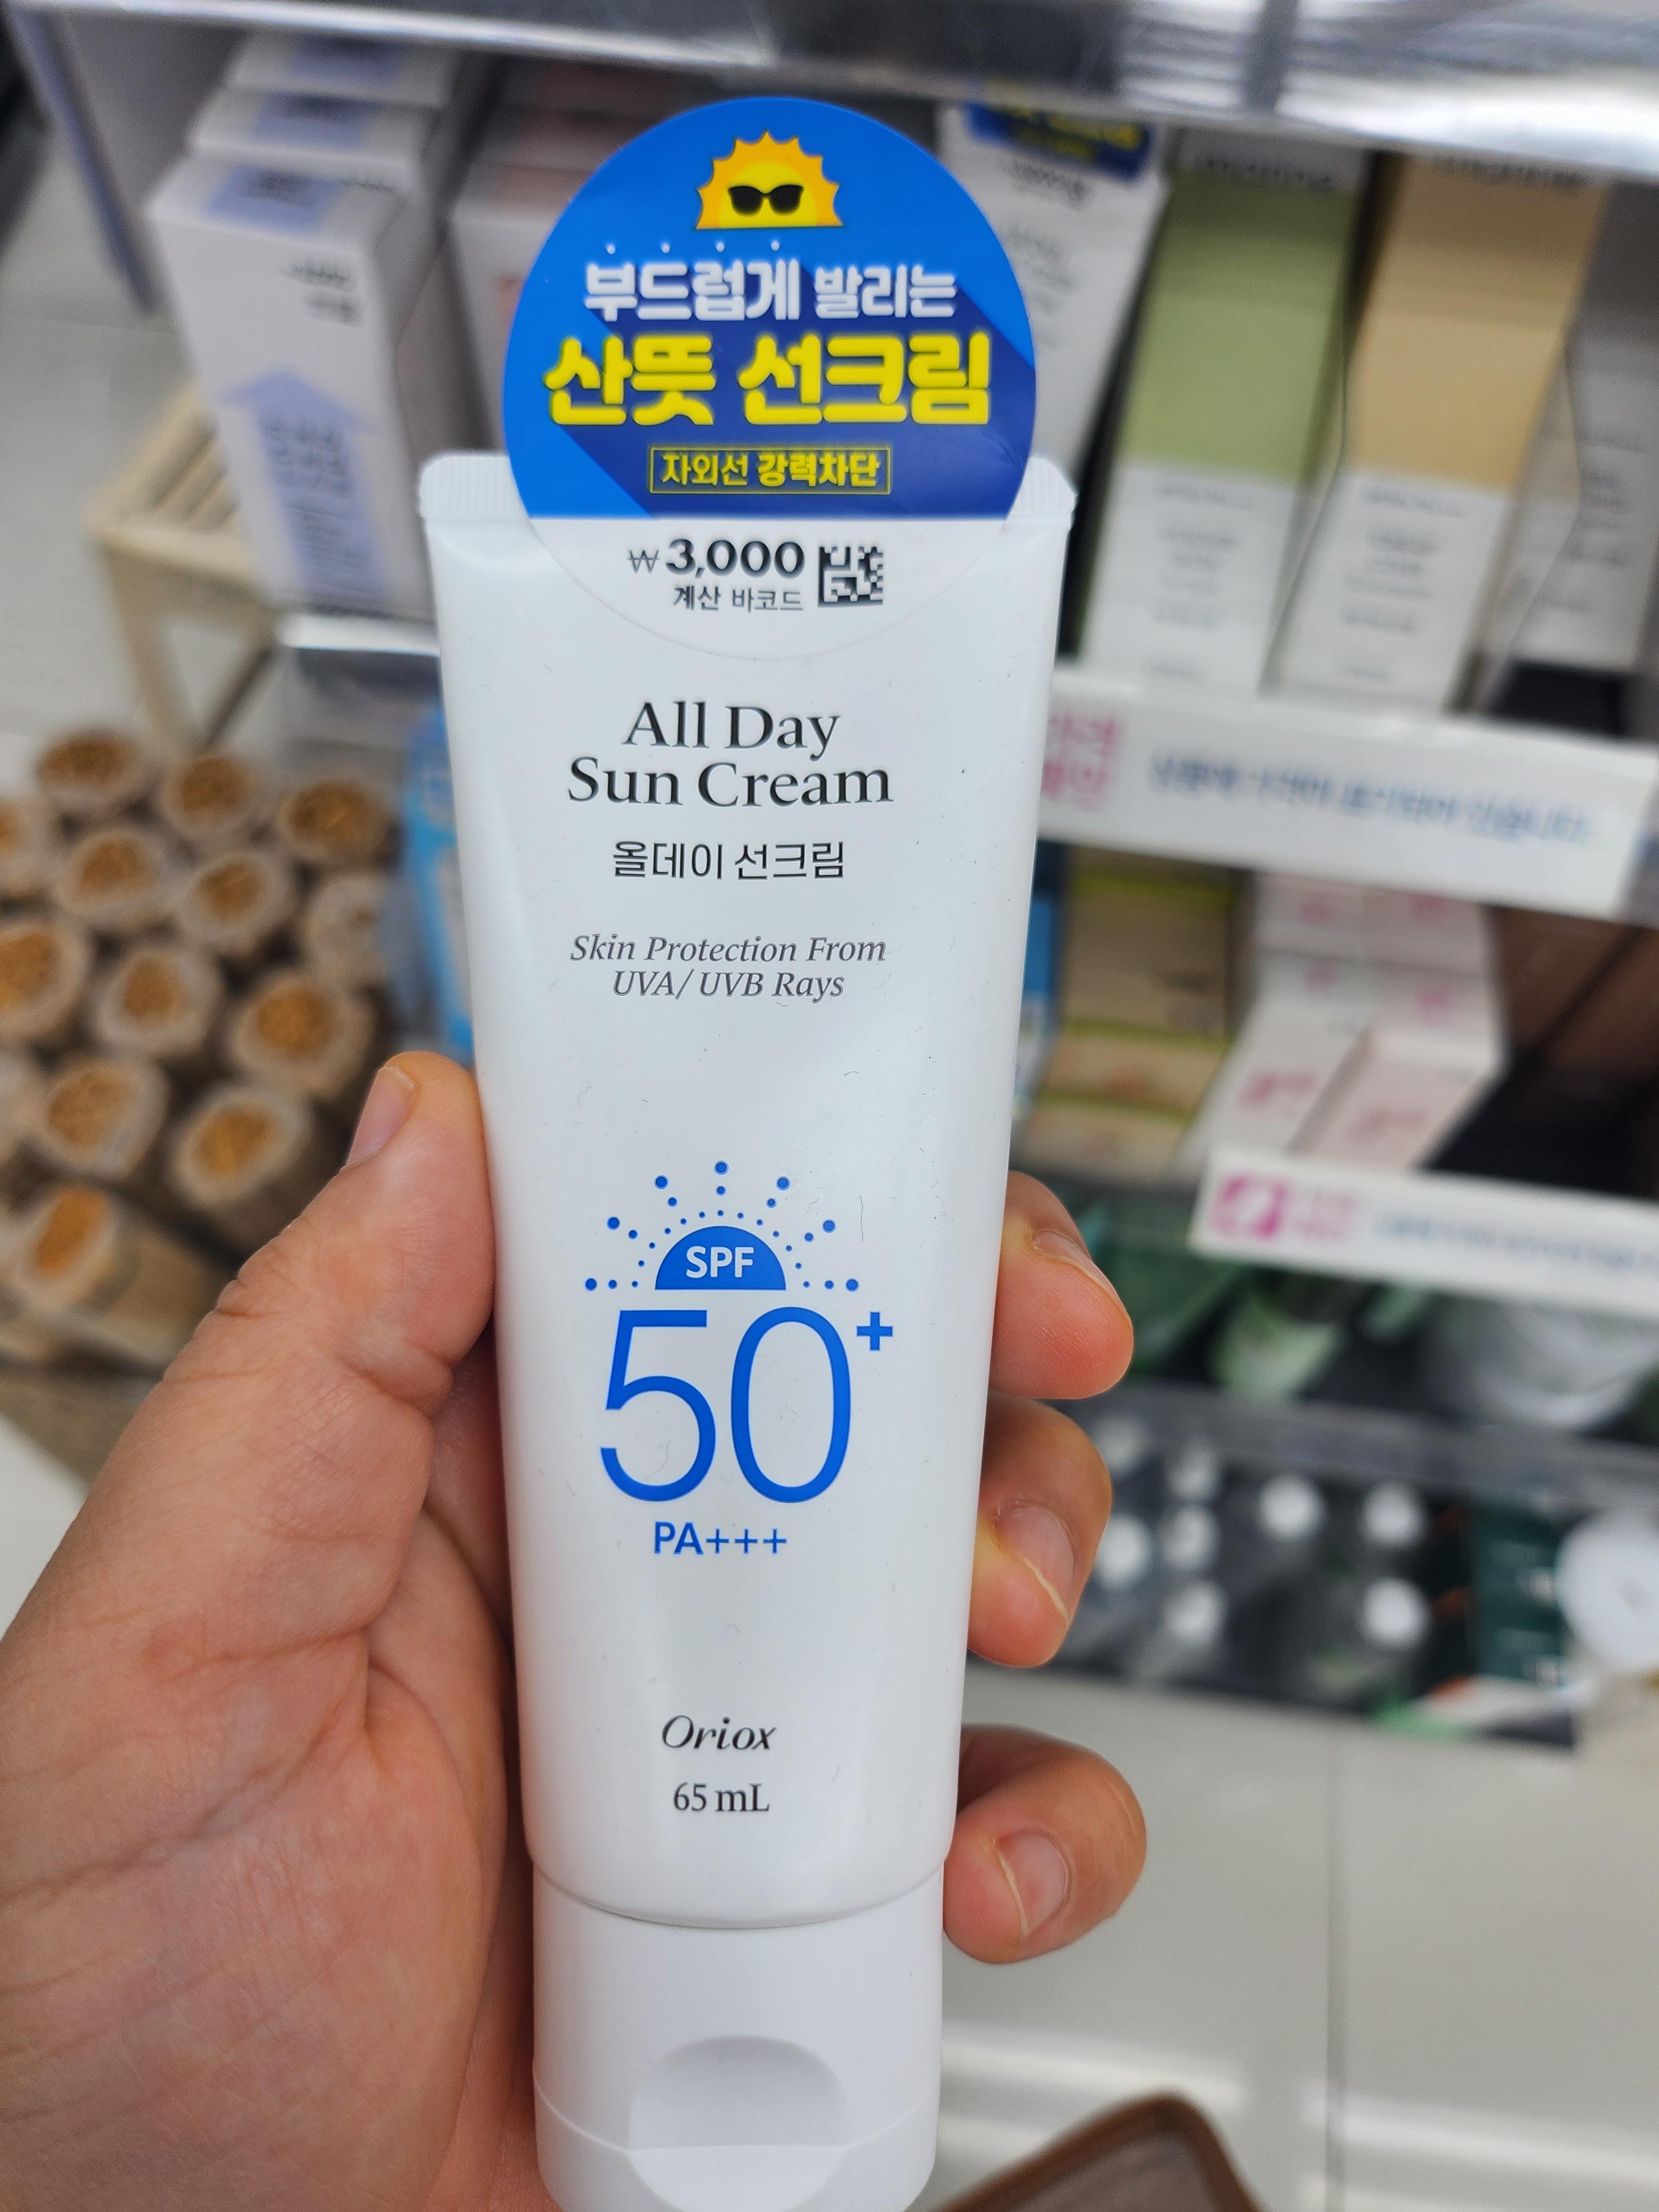 부드럽게 발리는
산뜻 선크림
자외선 강력차단
₩3,000
계산 바코드
All Day
Sun Cream
올데이 선크림
Skin Protection From
UVA/ UVB Rays
SPF
50+
PA+++
Oriox
65 mL